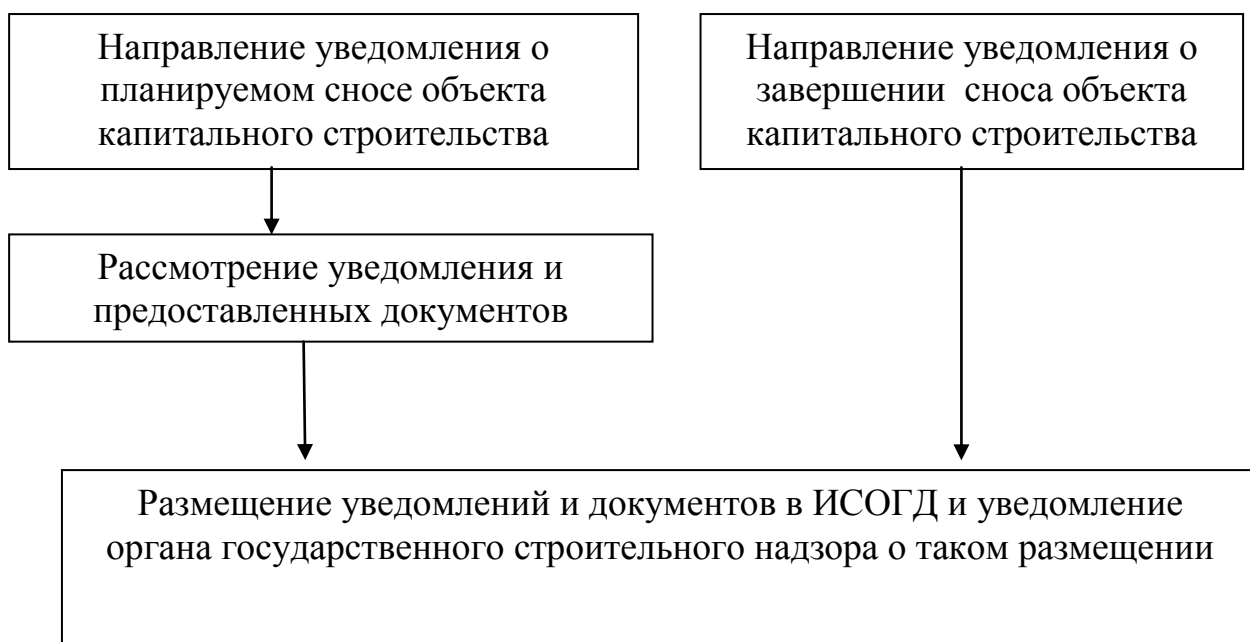 Направление уведомления о
планируемом сносе объекта
капитального строительства
Направление уведомления о
завершении сноса объекта
капитального строительства
Рассмотрение уведомления и
предоставленных документов
Размещение уведомлений и документов в ИСОГД и уведомление
органа государственного строительного надзора о таком размещении